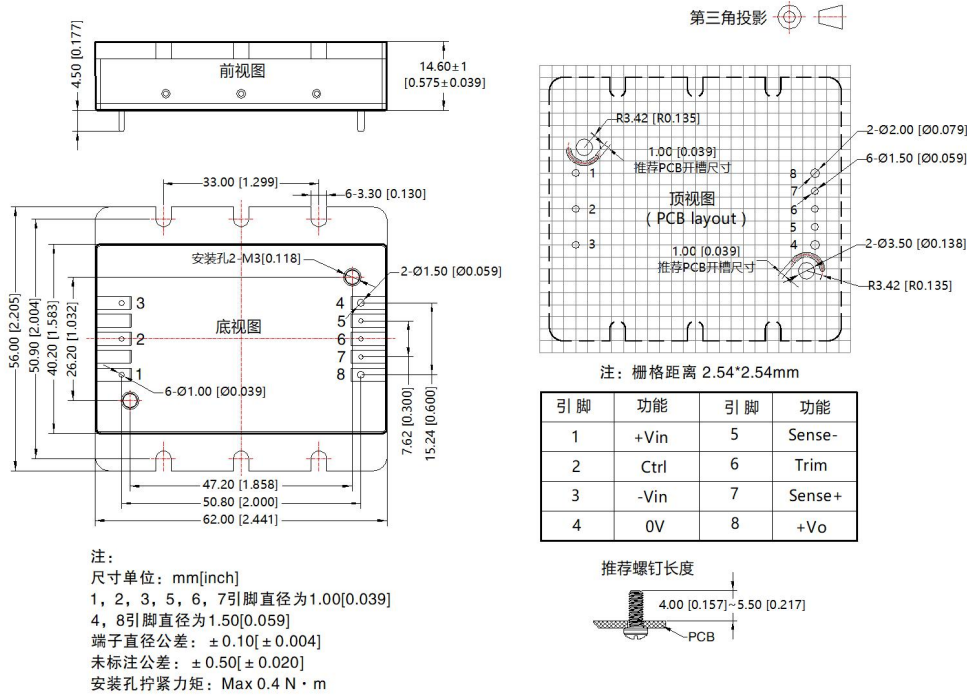 第三角投影
4.50 [0.177]
前视图
14.60±1
[0.575±0.039]
33.00 [1.299]
6-3.30 [0.130]
安装孔2-M3[0.118]
2-Ø1.50 [Ø0.059]
56.00 [2.205]
50.90 [2.004]
40.20 [1.583]
26.20 [1.032]
3
2
1
底视图
4
5
6
7
8
6-Ø1.00 [Ø0.039]
7.62 [0.300]
15.24 [0.600]
47.20 [1.858]
50.80 [2.000]
62.00 [2.441]
R3.42 [R0.135]
1.00 [0.039]
推荐PCB开槽尺寸
2-Ø2.00 [Ø0.079]
6-Ø1.50 [Ø0.059]
1
2
3
8
7
6
5
4
顶视图
( PCB layout )
1.00 [0.039]
推荐PCB开槽尺寸
2-Ø3.50 [Ø0.138]
R3.42 [R0.135]
注：栅格距离 2.54*2.54mm
引 脚 功能 引 脚 功能
1 +Vin 5 Sense-
2 Ctrl 6 Trim
3 -Vin 7 Sense+
4 0V 8 +Vo
注：
尺寸单位：mm[inch]
1，2，3，5，6，7引脚直径为1.00[0.039]
4，8引脚直径为1.50[0.059]
端子直径公差：±0.10[±0.004]
未标注公差：±0.50[±0.020]
安装孔拧紧力矩：Max 0.4 N · m
推荐螺钉长度
4.00 [0.157]~5.50 [0.217]
PCB